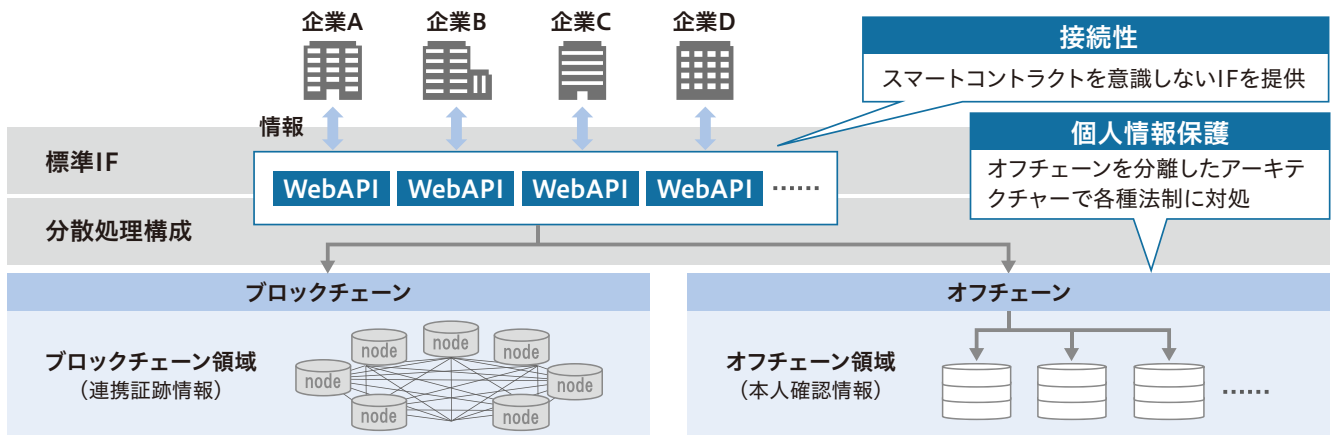 企業A
企業B
企業C
企業D
接続性
スマートコントラクトを意識しないIFを提供
情報
個人情報保護
オフチェーンを分離したアーキテ
クチャーで各種法制に対処
標準IF
WebAPI
WebAPI
WebAPI
WebAPI
……
分散処理構成
ブロックチェーン
オフチェーン
ブロックチェーン領域
（連携証跡情報）
node
node
node
node
node
node
node
node
オフチェーン領域
（本人確認情報）
……